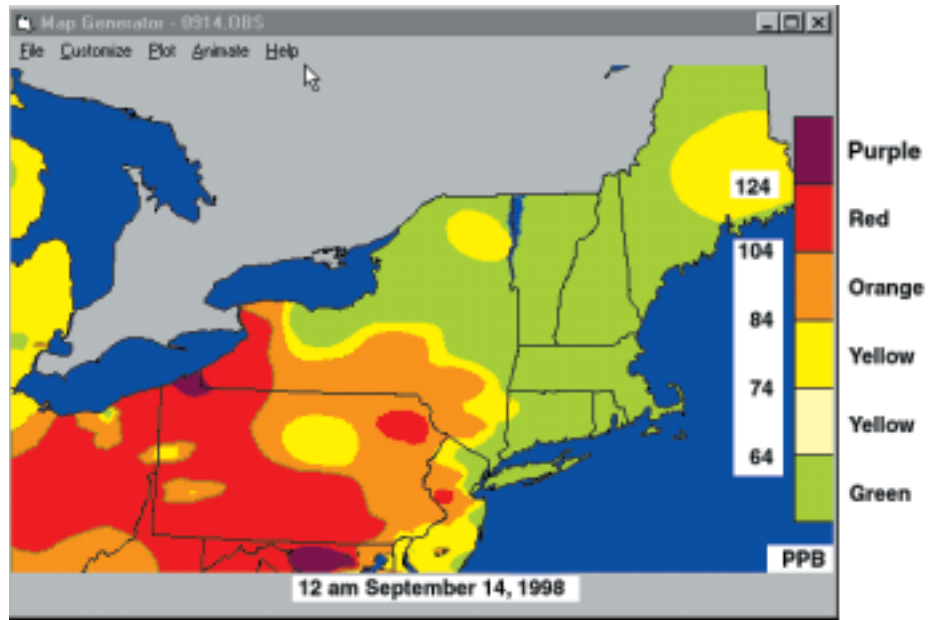 Map Generator - 0914.OBS
File Customize Plot Animate Help
Purple
124
Red
104
Orange
84
Yellow
74
Yellow
64
Green
PPB
12 am September 14, 1998